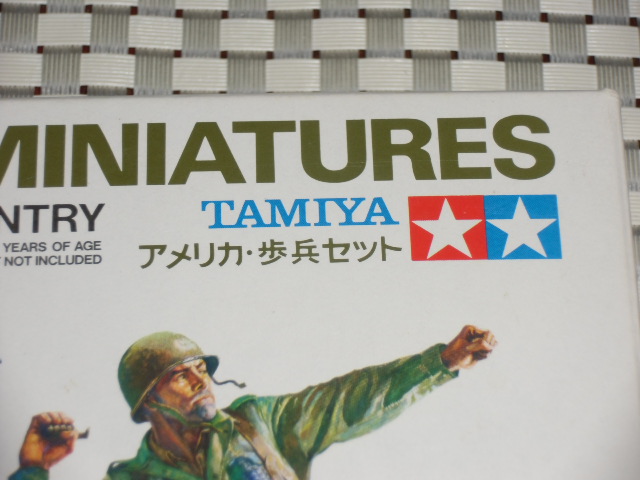 MINIATURES
NTRY
TAMIYA
YEARS OF AGE
NOT INCLUDED
アメリカ・歩兵セット